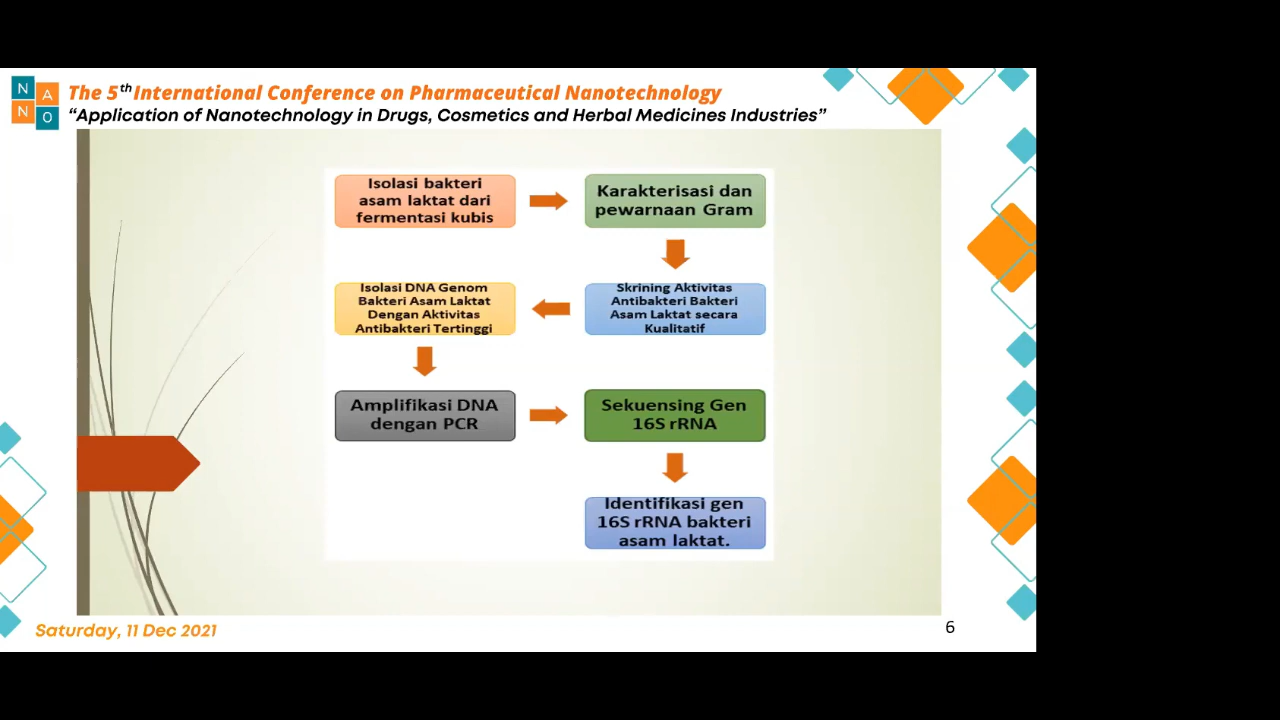 N A
N O
The 5th International Conference on Pharmaceutical Nanotechnology
“Application of Nanotechnology in Drugs, Cosmetics and Herbal Medicines Industries”
Isolasi bakteri
asam laktat dari
fermentasi kubis
Karakterisasi dan
pewarnaan Gram
Skrining Aktivitas
Antibakteri Bakteri
Asam Laktat secara
Kualitatif
Isolasi DNA Genom
Bakteri Asam Laktat
Dengan Aktivitas
Antibakteri Tertinggi
Amplifikasi DNA
dengan PCR
Sekuensing Gen
16S rRNA
Identifikasi gen
16S rRNA bakteri
asam laktat.
Saturday, 11 Dec 2021
6